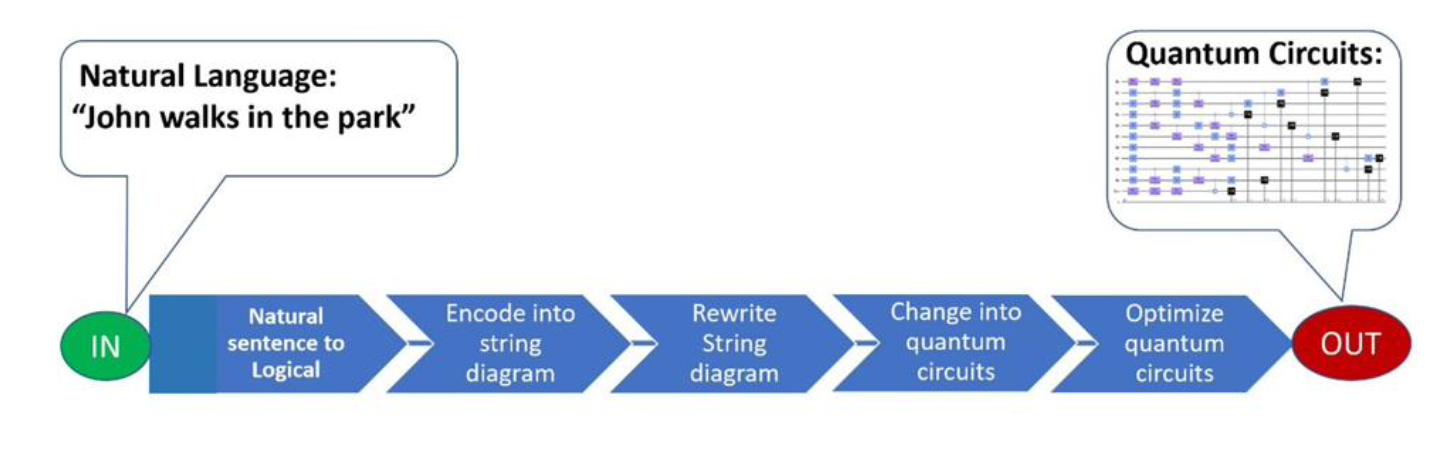 Natural Language:
“John walks in the park”
Quantum Circuits:
IN
Natural
sentence to
Logical
Encode into
string
diagram
Rewrite
String
diagram
Change into
quantum
circuits
Optimize
quantum
circuits
OUT